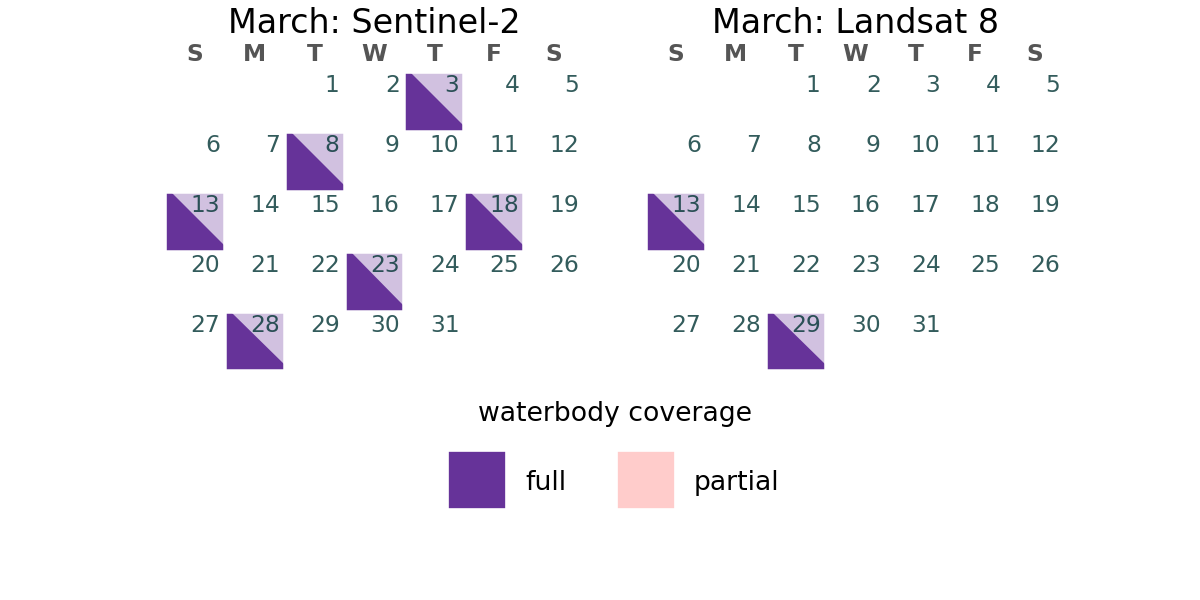 March: Sentinel-2
S M T W T F S
1 2 3 4 5
6 7 8 9 10 11 12
13 14 15 16 17 18 19
20 21 22 23 24 25 26
27 28 29 30 31
March: Landsat 8
S M T W T F S
1 2 3 4 5
6 7 8 9 10 11 12
13 14 15 16 17 18 19
20 21 22 23 24 25 26
27 28 29 30 31
waterbody coverage
full
partial